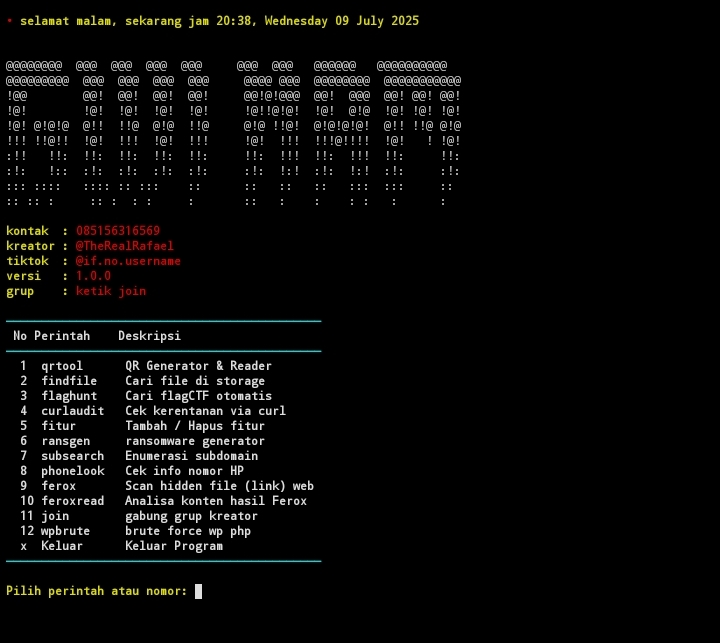 • selamat malam, sekarang jam 20:38, Wednesday 09 July 2025
kontak : 085156316569
kreator : @TheRealRafael
tiktok : @if.no.username
versi : 1.0.0
grup : ketik join
No Perintah Deskripsi
1 qrtool QR Generator & Reader
2 findfile Cari file di storage
3 flaghunt Cari flagCTF otomatis
4 curlaudit Cek kerentanan via curl
5 fitur Tambah / Hapus fitur
6 ransgen ransomware generator
7 subsearch Enumerasi subdomain
8 phonelook Cek info nomor HP
9 ferox Scan hidden file (link) web
10 feroxread Analisa konten hasil Ferox
11 join gabung grup kreator
12 wpbrute brute force wp php
x Keluar Keluar Program
Pilih perintah atau nomor: